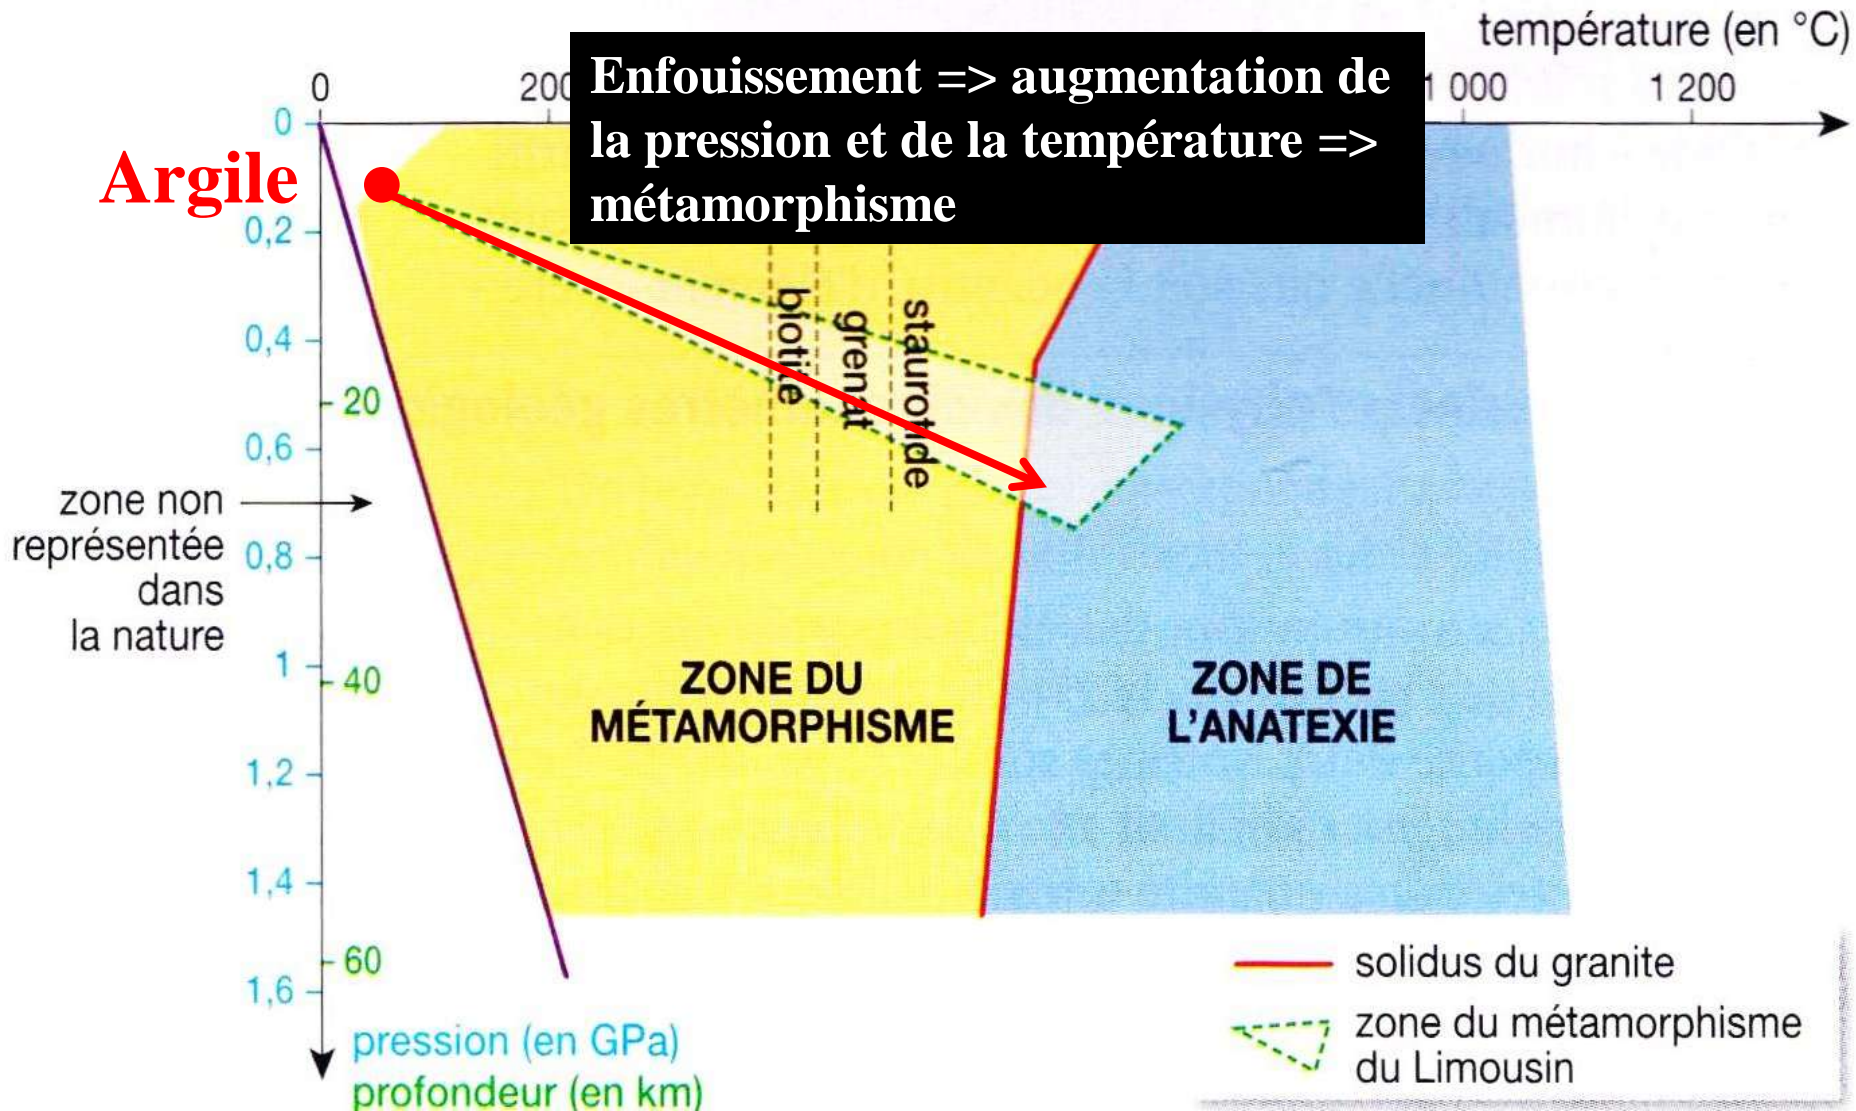 température (en °C)
0
200
1 000
1 200
Enfouissement => augmentation de
la pression et de la température =>
métamorphisme
0
Argile
0,2
0,4
20
0,6
zone non
représentée
dans
la nature
0,8
1
40
1,2
1,4
60
1,6
biotite
grenat
staurotide
ZONE DU
MÉTAMORPHISME
ZONE DE
L'ANATEXIE
pression (en GPa)
profondeur (en km)
solidus du granite
zone du métamorphisme
du Limousin